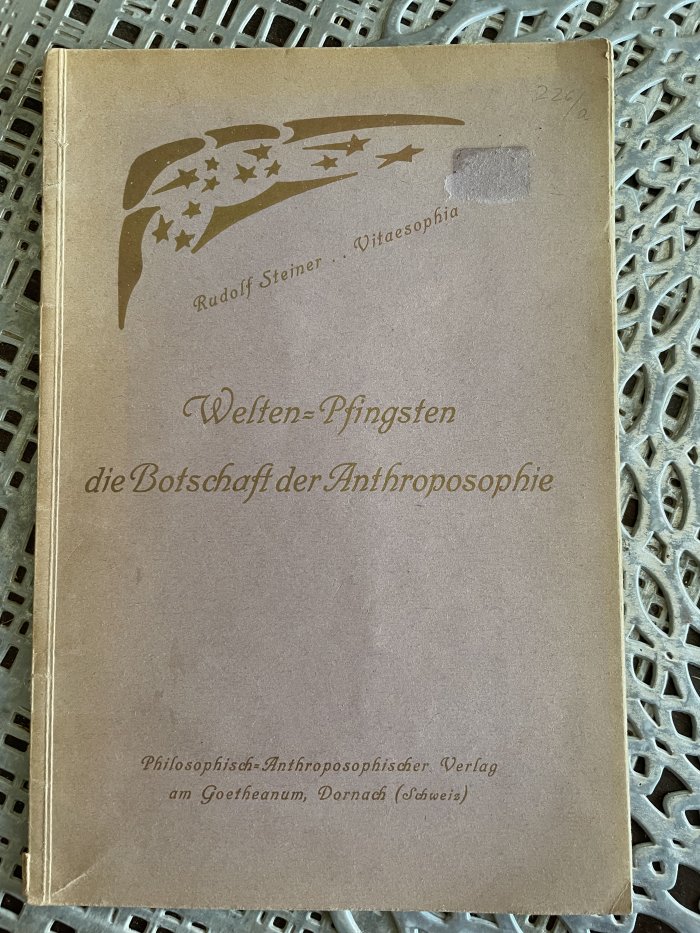 226/a
Rudolf Steiner . . Vitaesophia
Welten=Pfingsten
die Botschaft der Anthroposophie
Philosophisch=Anthroposophischer Verlag
am Goetheanum, Dornach (Schweiz)